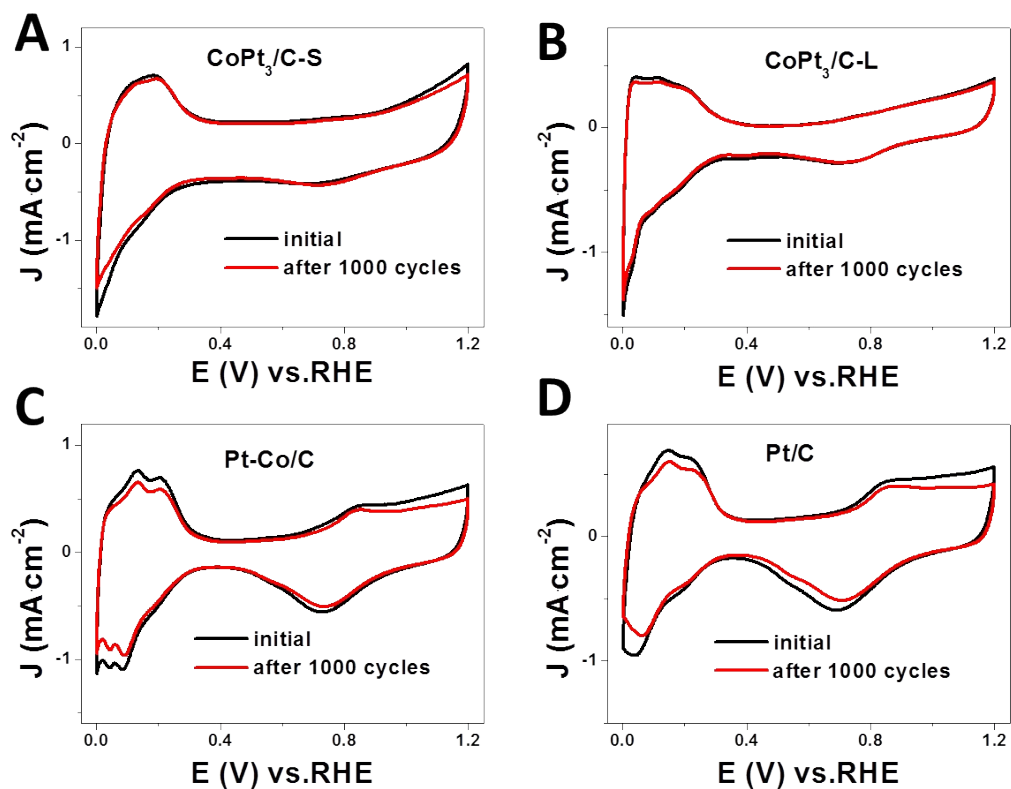 A
CoPt₃/C-S
1
0
-1
J (mA·cm⁻²)
initial
after 1000 cycles
0.0 0.4 0.8 1.2
E (V) vs.RHE
B
CoPt₃/C-L
0
-1
J (mA·cm⁻²)
initial
after 1000 cycles
0.0 0.4 0.8 1.2
E (V) vs.RHE
C
Pt-Co/C
1
0
-1
J (mA·cm⁻²)
initial
after 1000 cycles
0.0 0.4 0.8 1.2
E (V) vs.RHE
D
Pt/C
0
-1
J (mA·cm⁻²)
initial
after 1000 cycles
0.0 0.4 0.8 1.2
E (V) vs.RHE